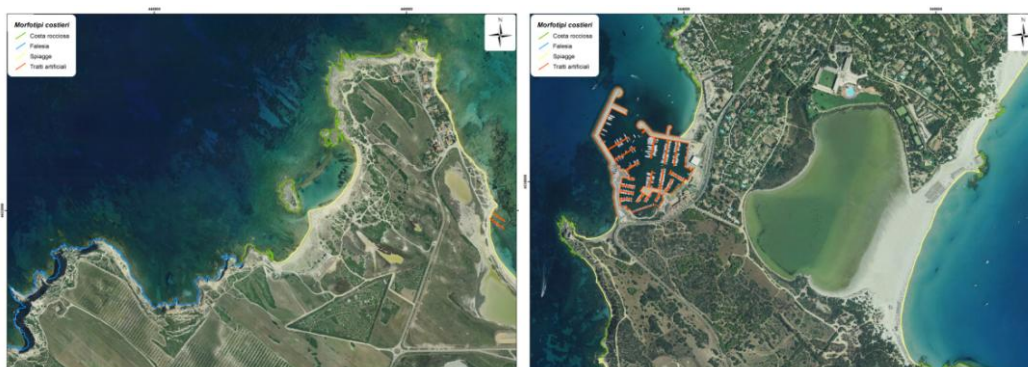 Morfotipi costieri
Costa rocciosa
Falesia
Spiagge
Tratti artificiali
N
Morfotipi costieri
Costa rocciosa
Falesia
Spiagge
Tratti artificiali
N